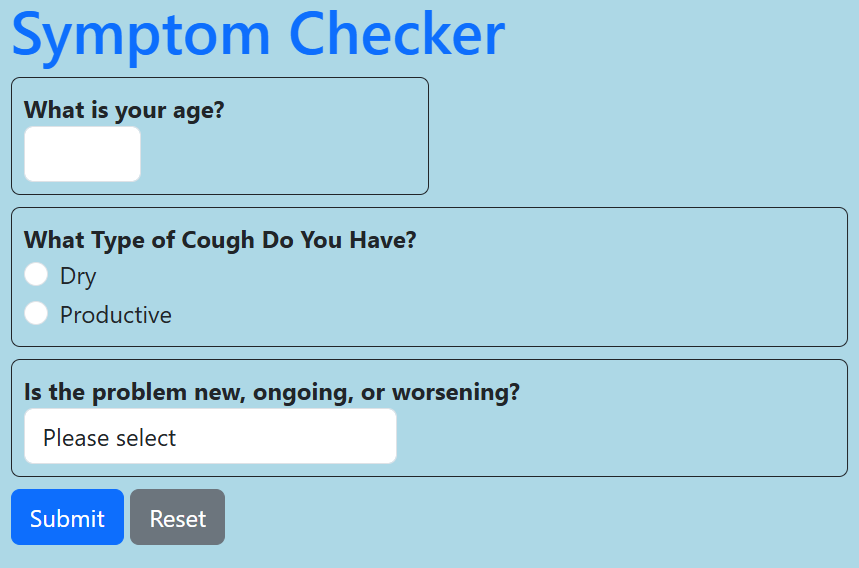 Symptom Checker
What is your age?
What Type of Cough Do You Have?
Dry
Productive
Is the problem new, ongoing, or worsening?
Please select
Submit Reset